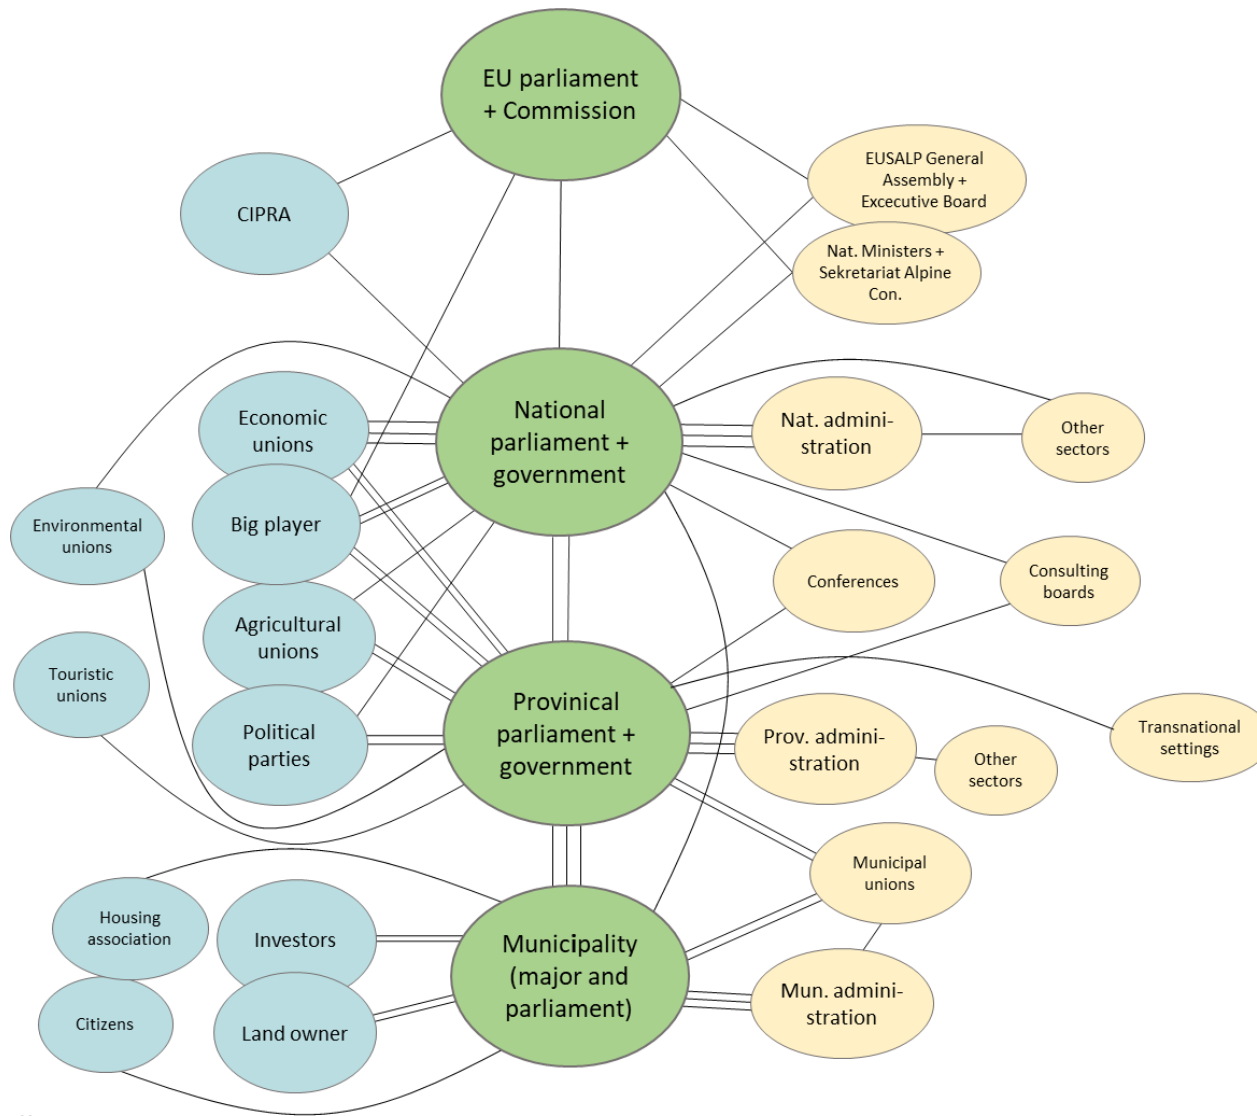 EU parliament
+ Commission
EUSALP General
Assembly +
Excecutive Board
CIPRA
Nat. Ministers +
Sekretariat Alpine
Con.
National
parliament +
government
Economic
unions
Nat. admini-
stration
Other
sectors
Big player
Environmental
unions
Conferences
Consulting
boards
Agricultural
unions
Touristic
unions
Provinical
parliament +
government
Political
parties
Prov. admini-
stration
Other
sectors
Transnational
settings
Municipal
unions
Housing
association
Investors
Municipality
(major and
parliament)
Mun. admini-
stration
Citizens
Land owner